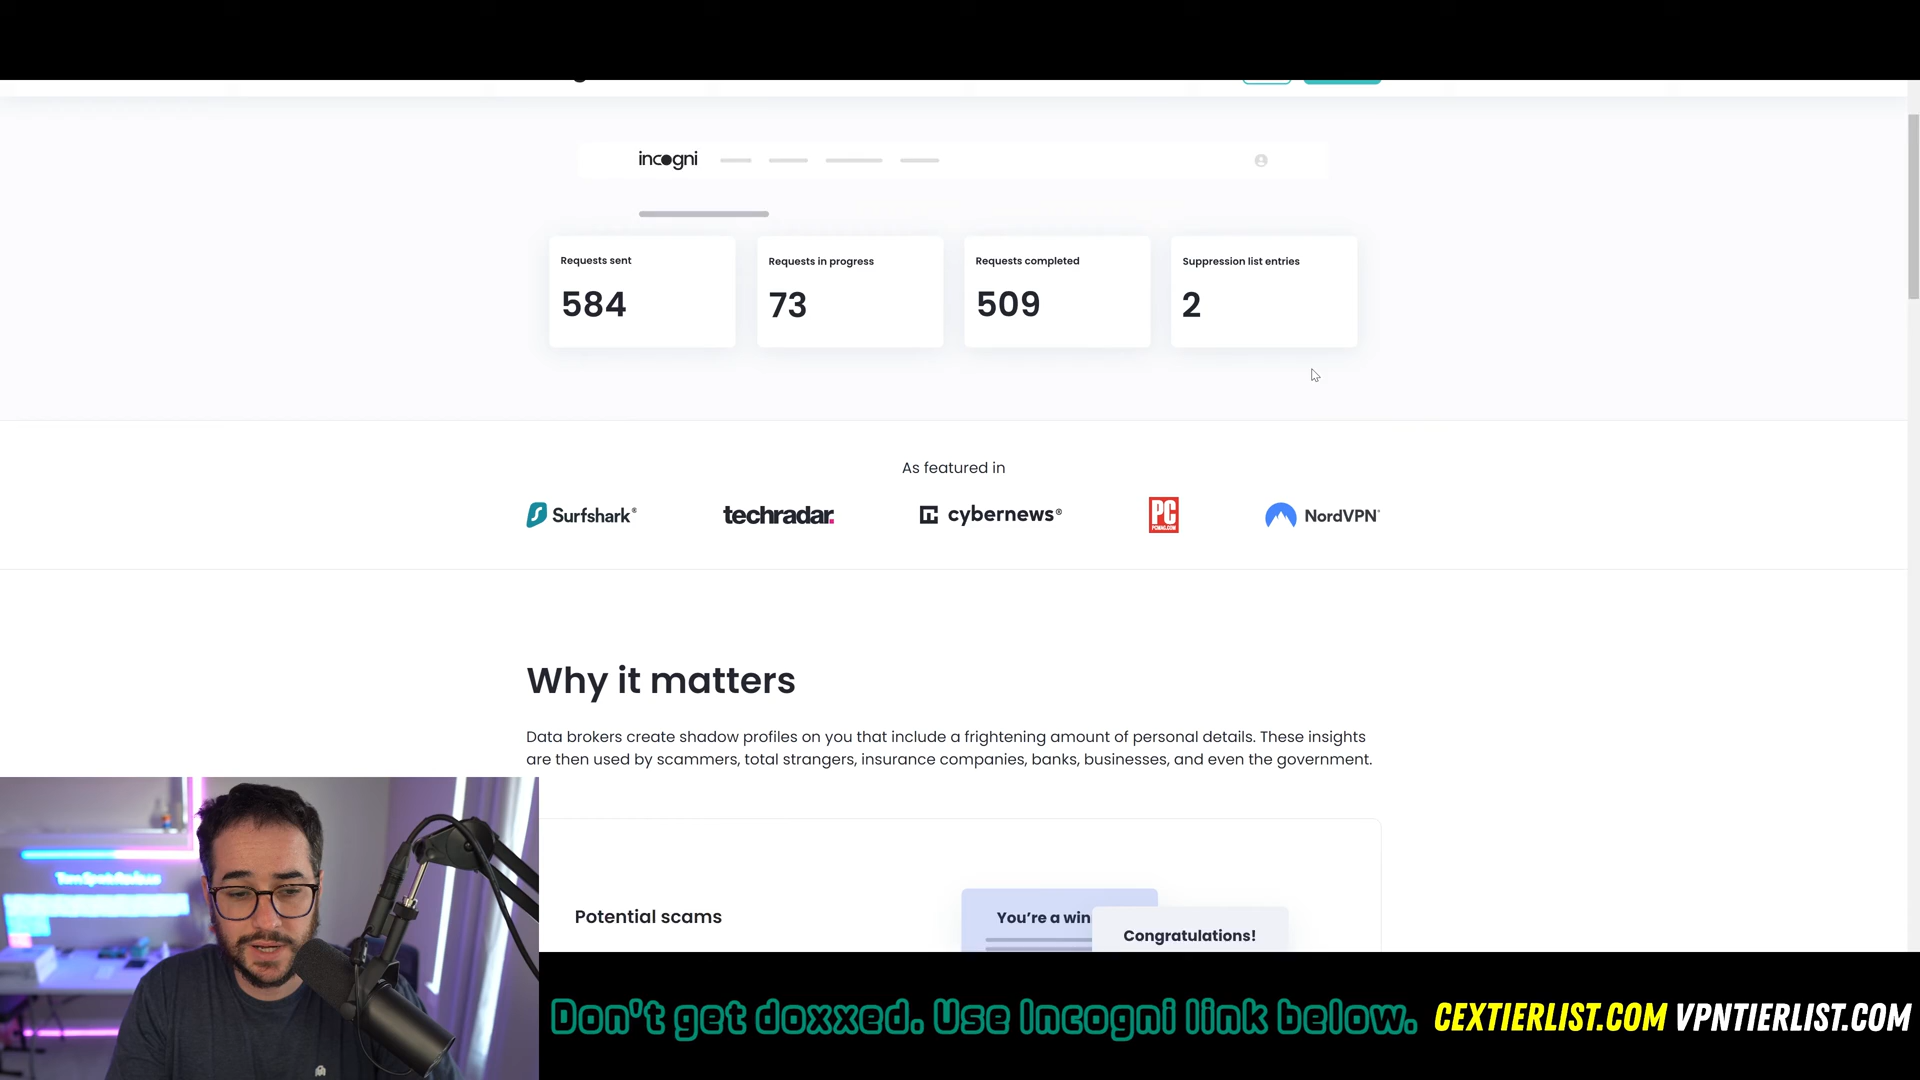 incogni
Requests sent
584
Requests in progress
73
Requests completed
509
Suppression list entries
2
As featured in
Surfshark®
techradar.
cybernews®
PC
PCMAG.COM
NordVPN®
Why it matters
Data brokers create shadow profiles on you that include a frightening amount of personal details. These insights
are then used by scammers, total strangers, insurance companies, banks, businesses, and even the government.
Potential scams
You're a win
Congratulations!
Don't get doxxed. Use Incogni link below.
CEXTIERLIST.COM VPNTIERLIST.COM